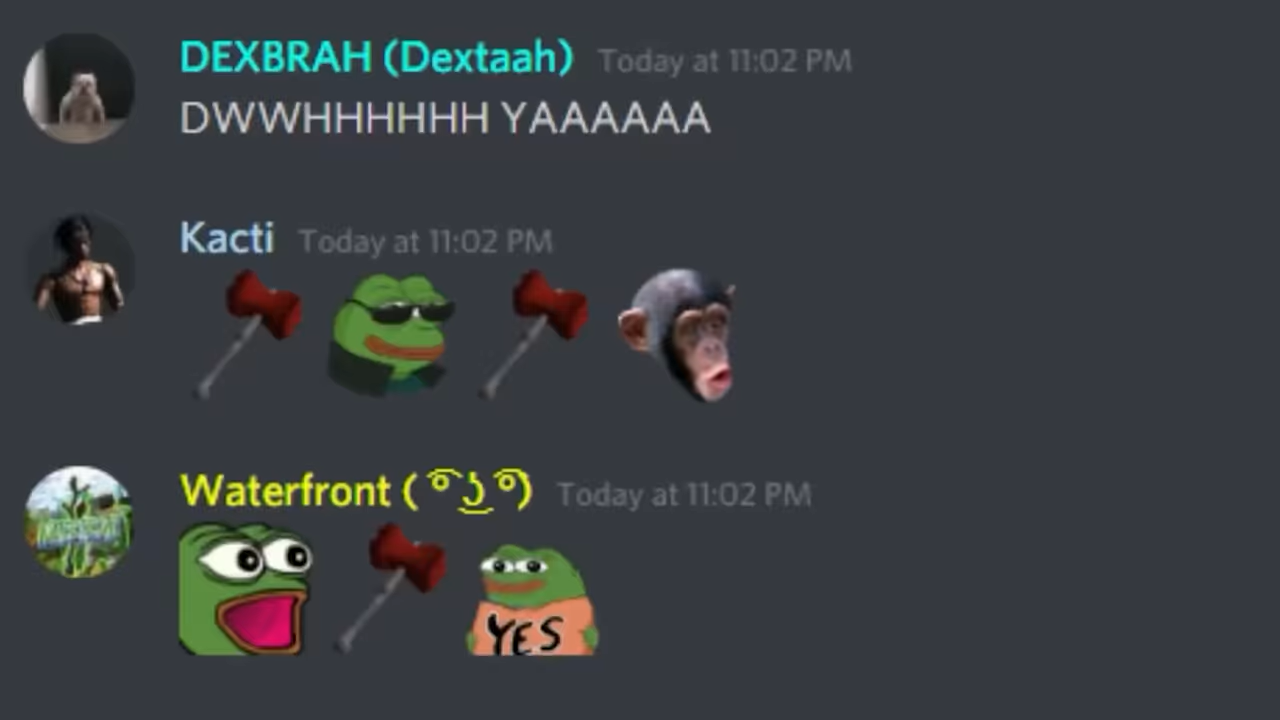 DEXBRAH (Dextaah) Today at 11:02 PM
DWWHHHHHH YAAAAAA
Kacti Today at 11:02 PM
Waterfront ( ͡° ͜ʖ ͡°) Today at 11:02 PM
YES